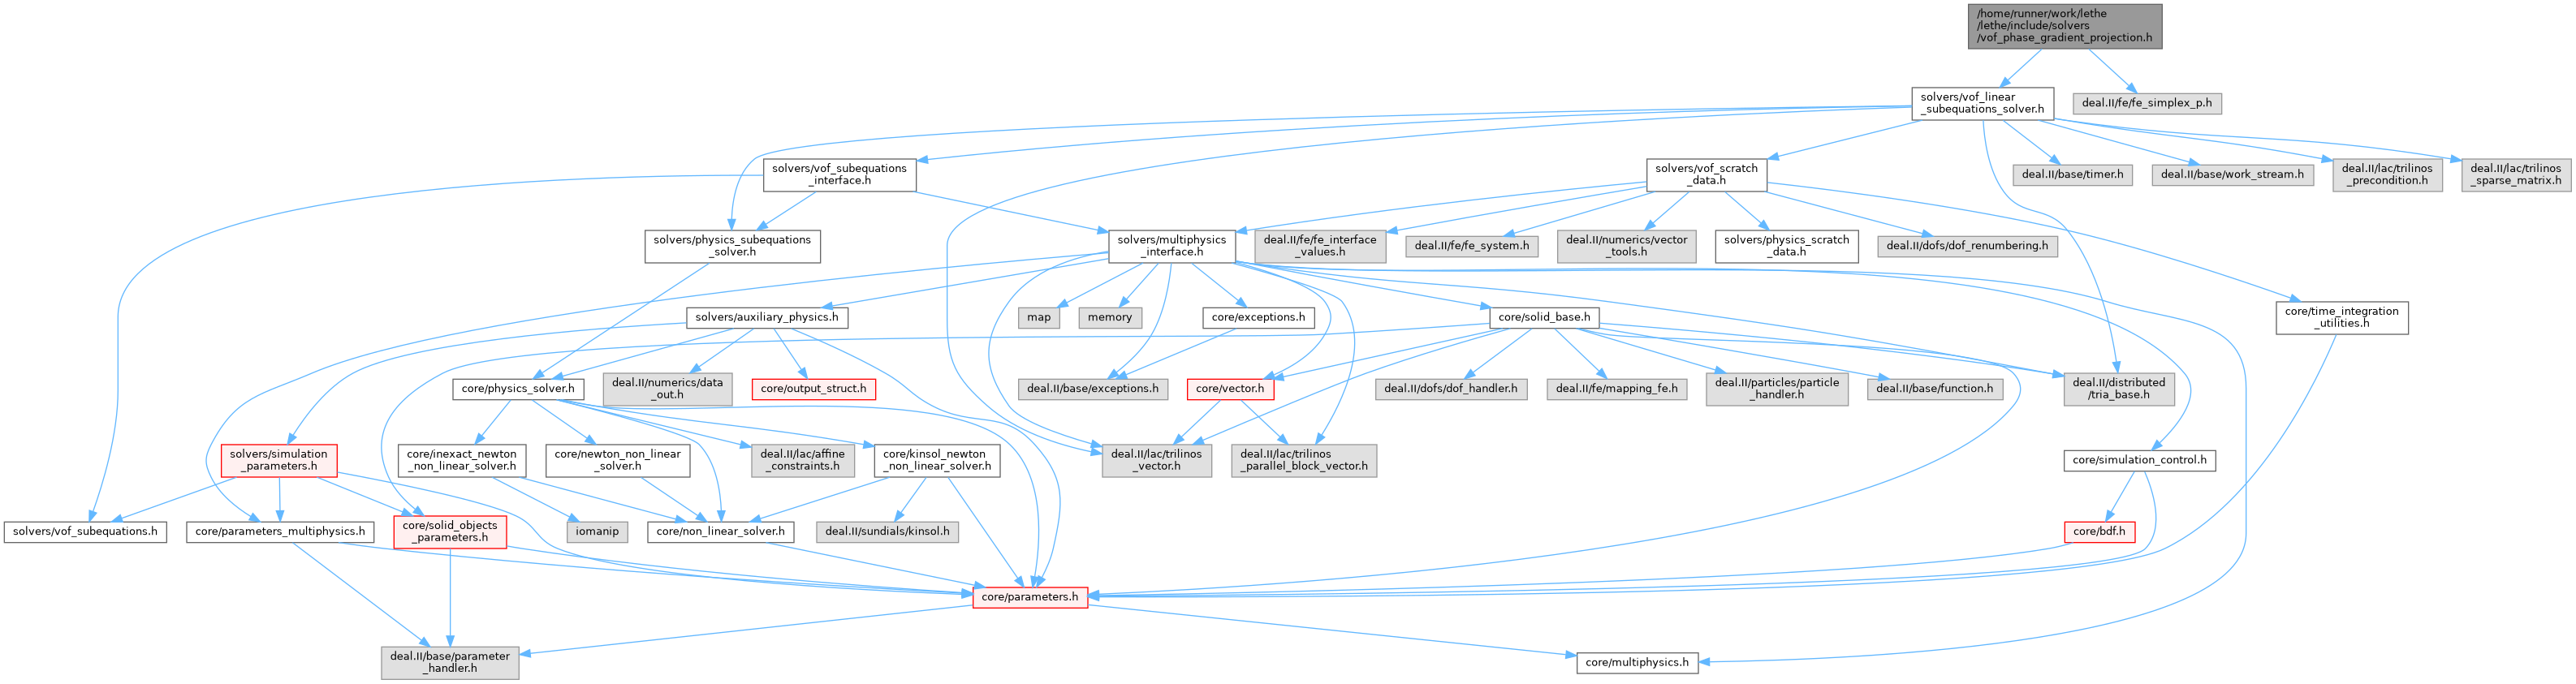 /home/runner/work/lethe
/lethe/include/solvers
/vof_phase_gradient_projection.h
solvers/vof_linear
_subequations_solver.h
deal.II/fe/fe_simplex_p.h
solvers/vof_subequations
_interface.h
solvers/vof_scratch
_data.h
deal.II/base/timer.h
deal.II/base/work_stream.h
deal.II/lac/trilinos
_precondition.h
deal.II/lac/trilinos
_sparse_matrix.h
solvers/physics_subequations
_solver.h
solvers/multiphysics
_interface.h
deal.II/fe/fe_interface
_values.h
deal.II/fe/fe_system.h
deal.II/numerics/vector
_tools.h
solvers/physics_scratch
_data.h
deal.II/dofs/dof_renumbering.h
solvers/auxiliary_physics.h
map
memory
core/exceptions.h
core/solid_base.h
core/time_integration
_utilities.h
core/physics_solver.h
deal.II/numerics/data
_out.h
core/output_struct.h
deal.II/base/exceptions.h
core/vector.h
deal.II/dofs/dof_handler.h
deal.II/fe/mapping_fe.h
deal.II/particles/particle
_handler.h
deal.II/base/function.h
deal.II/distributed
/tria_base.h
solvers/simulation
_parameters.h
core/inexact_newton
_non_linear_solver.h
core/newton_non_linear
_solver.h
deal.II/lac/affine
_constraints.h
core/kinsol_newton
_non_linear_solver.h
deal.II/lac/trilinos
_vector.h
deal.II/lac/trilinos
_parallel_block_vector.h
core/simulation_control.h
solvers/vof_subequations.h
core/parameters_multiphysics.h
core/solid_objects
_parameters.h
iomanip
core/non_linear_solver.h
deal.II/sundials/kinsol.h
core/bdf.h
core/parameters.h
deal.II/base/parameter
_handler.h
core/multiphysics.h